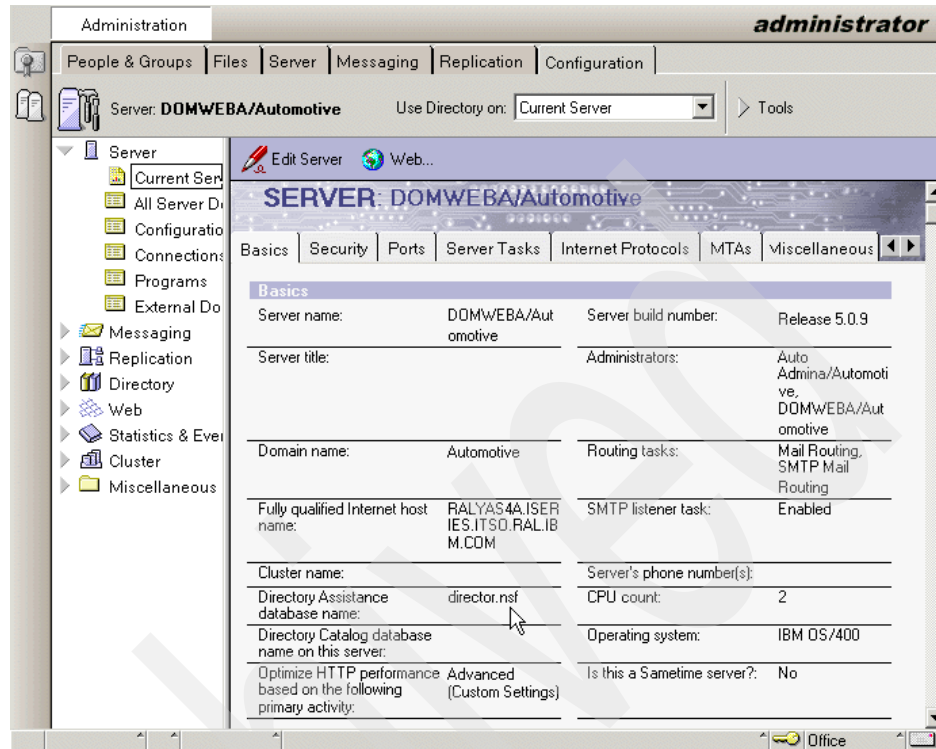 Administration
administrator
People & Groups Files Server Messaging Replication Configuration
Server: DOMWEBA/Automotive Use Directory on: Current Server Tools
Server
Current Ser
All Server D
Configuratio
Connections
Programs
External Do
Messaging
Replication
Directory
Web
Statistics & Eve
Cluster
Miscellaneous
Edit Server Web...
SERVER: DOMWEBA/Automotive
Basics Security Ports Server Tasks Internet Protocols MTAs Miscellaneous
Basics
Server name: DOMWEBA/Aut Server build number: Release 5.0.9
omotive
Server title: Administrators: Auto
Admina/Automoti
ve,
DOMWEBA/Aut
omotive
Domain name: Automotive Routing tasks: Mail Routing,
SMTP Mail
Routing
Fully qualified Internet host RALYAS4A.ISER SMTP listener task: Enabled
name: IES.ITSO.RAL.IB
M.COM
Cluster name: Server's phone number(s):
Directory Assistance director.nsf CPU count: 2
database name:
Directory Catalog database Operating system: IBM OS/400
name on this server:
Optimize HTTP performance Advanced Is this a Sametime server?: No
based on the following (Custom Settings)
primary activity:
Office